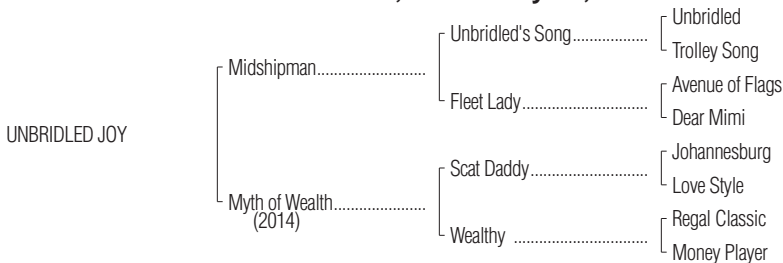 Unbridled
Unbridled's Song
Trolley Song
Midshipman
Avenue of Flags
Fleet Lady
Dear Mimi
UNBRIDLED JOY
Johannesburg
Scat Daddy
Love Style
Myth of Wealth
(2014)
Regal Classic
Wealthy
Money Player